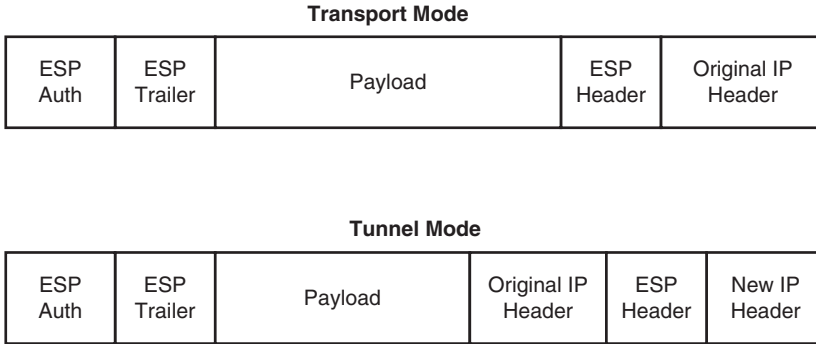 Transport Mode
ESP
Auth
ESP
Trailer
Payload
ESP
Header
Original IP
Header
Tunnel Mode
ESP
Auth
ESP
Trailer
Payload
Original IP
Header
ESP
Header
New IP
Header